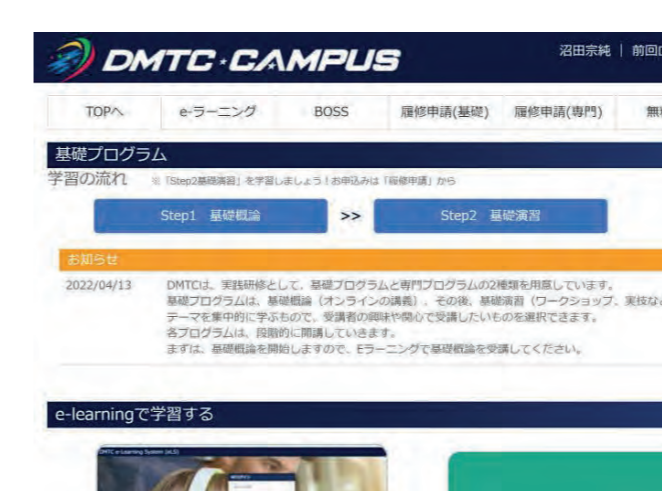 DMTC·CAMPUS
沼田宗純 | 前回
TOPへ e-ラーニング BOSS 履修申請(基礎) 履修申請(専門) 無
基礎プログラム
学習の流れ ※「Step2基礎演習」を学習しましょう！お申込みは「履修申請」から
Step1 基礎概論 >> Step2 基礎演習
お知らせ
2022/04/13 DMTCは、実践研修として、基礎プログラムと専門プログラムの2種類を用意しています。
基礎プログラムは、基礎概論（オンラインの講義）、その後、基礎演習（ワークショップ、実技な
テーマを集中的に学ぶもので、受講者の興味や関心で受講したいものを選択できます。
各プログラムは、段階的に開講していきます。
まずは、基礎概論を開始しますので、Eラーニングで基礎概論を受講してください。
e-learningで学習する
DMTC e-Learning System (eLS)